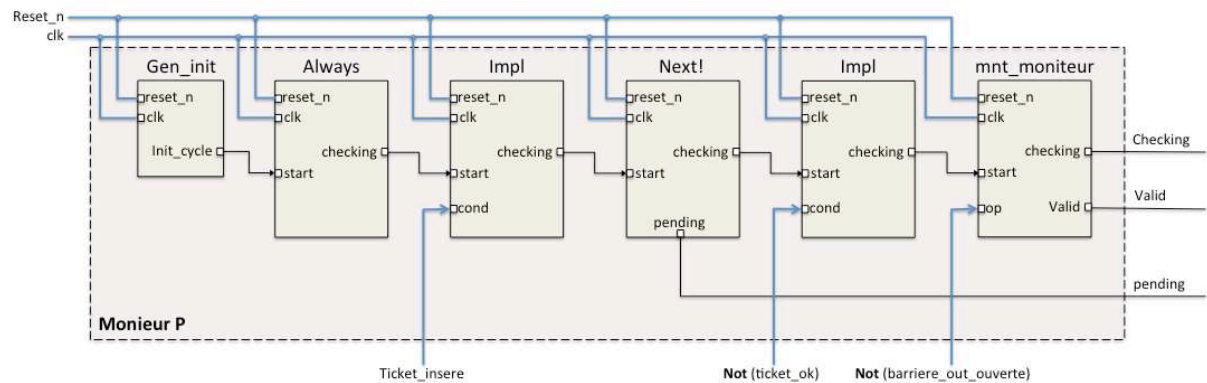 Reset_n
clk
Gen_init Always Impl Next! Impl mnt_moniteur
reset_n reset_n reset_n reset_n reset_n reset_n
clk clk clk clk clk clk
Init_cycle checking checking checking checking checking Checking
start start start start start
cond cond op Valid Valid
pending
pending
Monieur P
Ticket_insere Not (ticket_ok) Not (barriere_out_ouverte)